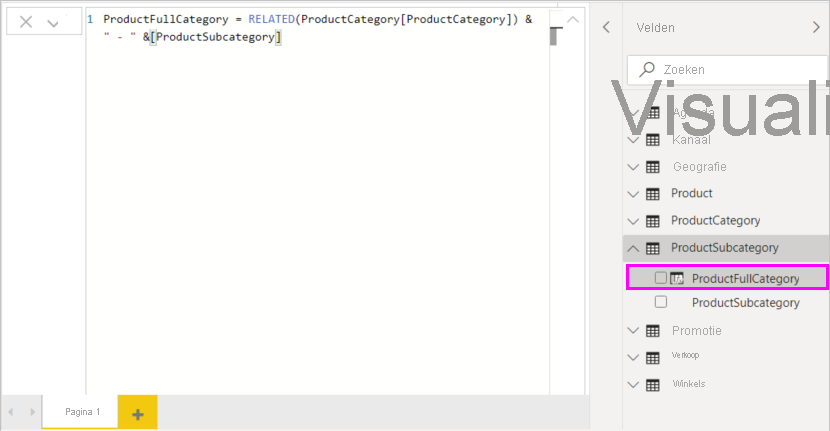 1 ProductFullCategory = RELATED(ProductCategory[ProductCategory]) &
" - " &[ProductSubcategory]
Velden
Zoeken
Visuali
Agenda
Kanaal
Geografie
Product
ProductCategory
ProductSubcategory
ProductFullCategory
ProductSubcategory
Promotie
Verkoop
Winkels
Pagina 1